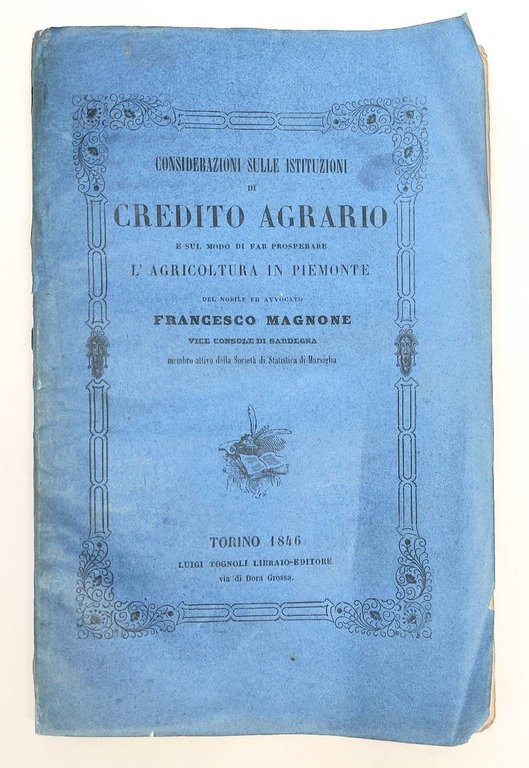 CONSIDERAZIONI SULLE ISTITUZIONI
DI
CREDITO AGRARIO
E SUL MODO DI FAR PROSPERARE
L' AGRICOLTURA IN PIEMONTE
DEL NOBILE ED AVVOCATO
FRANCESCO MAGNONE
VICE CONSOLE DI SARDEGNA
membro attivo della Società di Statistica di Marsiglia
TORINO 1846
LUIGI TOGNOLI LIBRAIO-EDITORE
via di Dora Grossa.